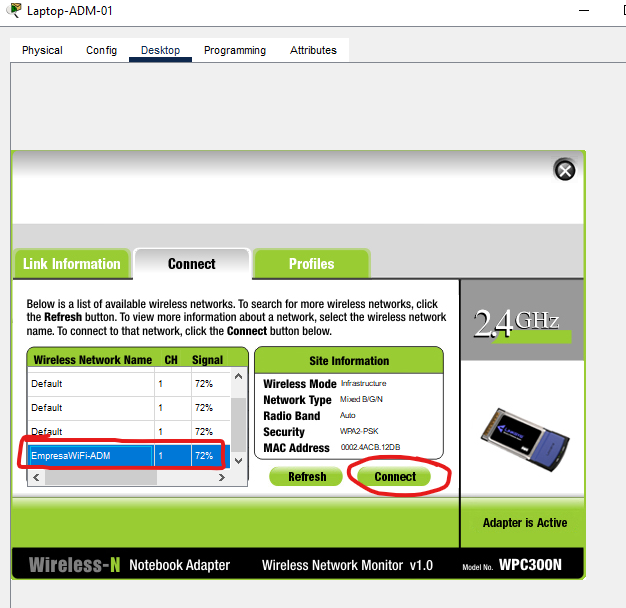 Laptop-ADM-01
Physical Config Desktop Programming Attributes
Link Information Connect Profiles
Below is a list of available wireless networks. To search for more wireless networks, click
the Refresh button. To view more information about a network, select the wireless network
name. To connect to that network, click the Connect button below.
2.4GHz
Wireless Network Name CH Signal
Default 1 72%
Default 1 72%
Default 1 72%
EmpresaWiFi-ADM 1 72%
Site Information
Wireless Mode Infrastructure
Network Type Mixed B/G/N
Radio Band Auto
Security WPA2-PSK
MAC Address 0002.4ACB.12DB
Refresh Connect
Adapter is Active
Wireless-N Notebook Adapter Wireless Network Monitor v1.0 Model No. WPC300N